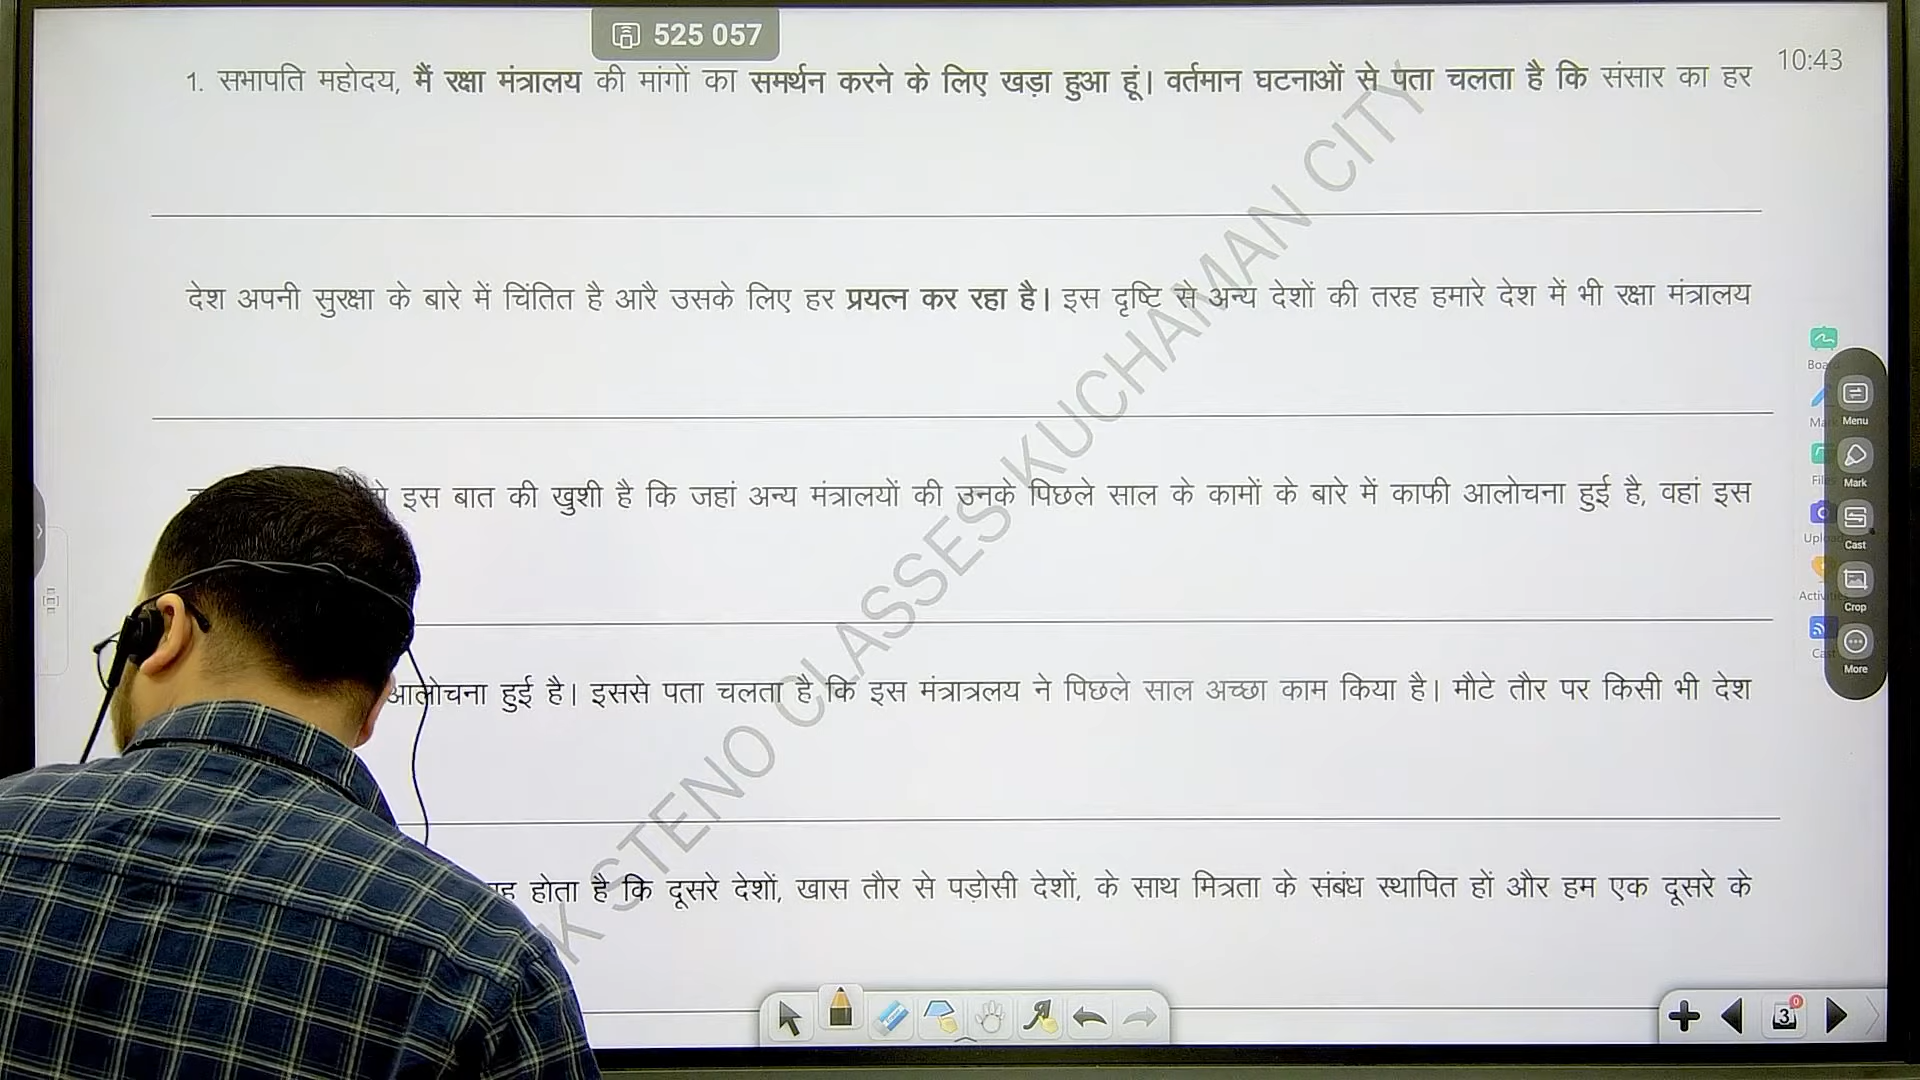 525 057
10:43
1. सभापति महोदय, मैं रक्षा मंत्रालय की मांगों का समर्थन करने के लिए खड़ा हुआ हूं। वर्तमान घटनाओं से पता चलता है कि संसार का हर
देश अपनी सुरक्षा के बारे में चिंतित है आरै उसके लिए हर प्रयत्न कर रहा है। इस दृष्टि से अन्य देशों की तरह हमारे देश में भी रक्षा मंत्रालय
इस बात की खुशी है कि जहां अन्य मंत्रालयों की उनके पिछले साल के कामों के बारे में काफी आलोचना हुई है, वहां इस
आलोचना हुई है। इससे पता चलता है कि इस मंत्रात्रलय ने पिछले साल अच्छा काम किया है। मौटे तौर पर किसी भी देश
होता है कि दूसरे देशों, खास तौर से पड़ोसी देशों, के साथ मित्रता के संबंध स्थापित हों और हम एक दूसरे के
K STENO CLASSES KUCHAMAN CITY
Menu
Mark
Cast
Crop
More
3
0